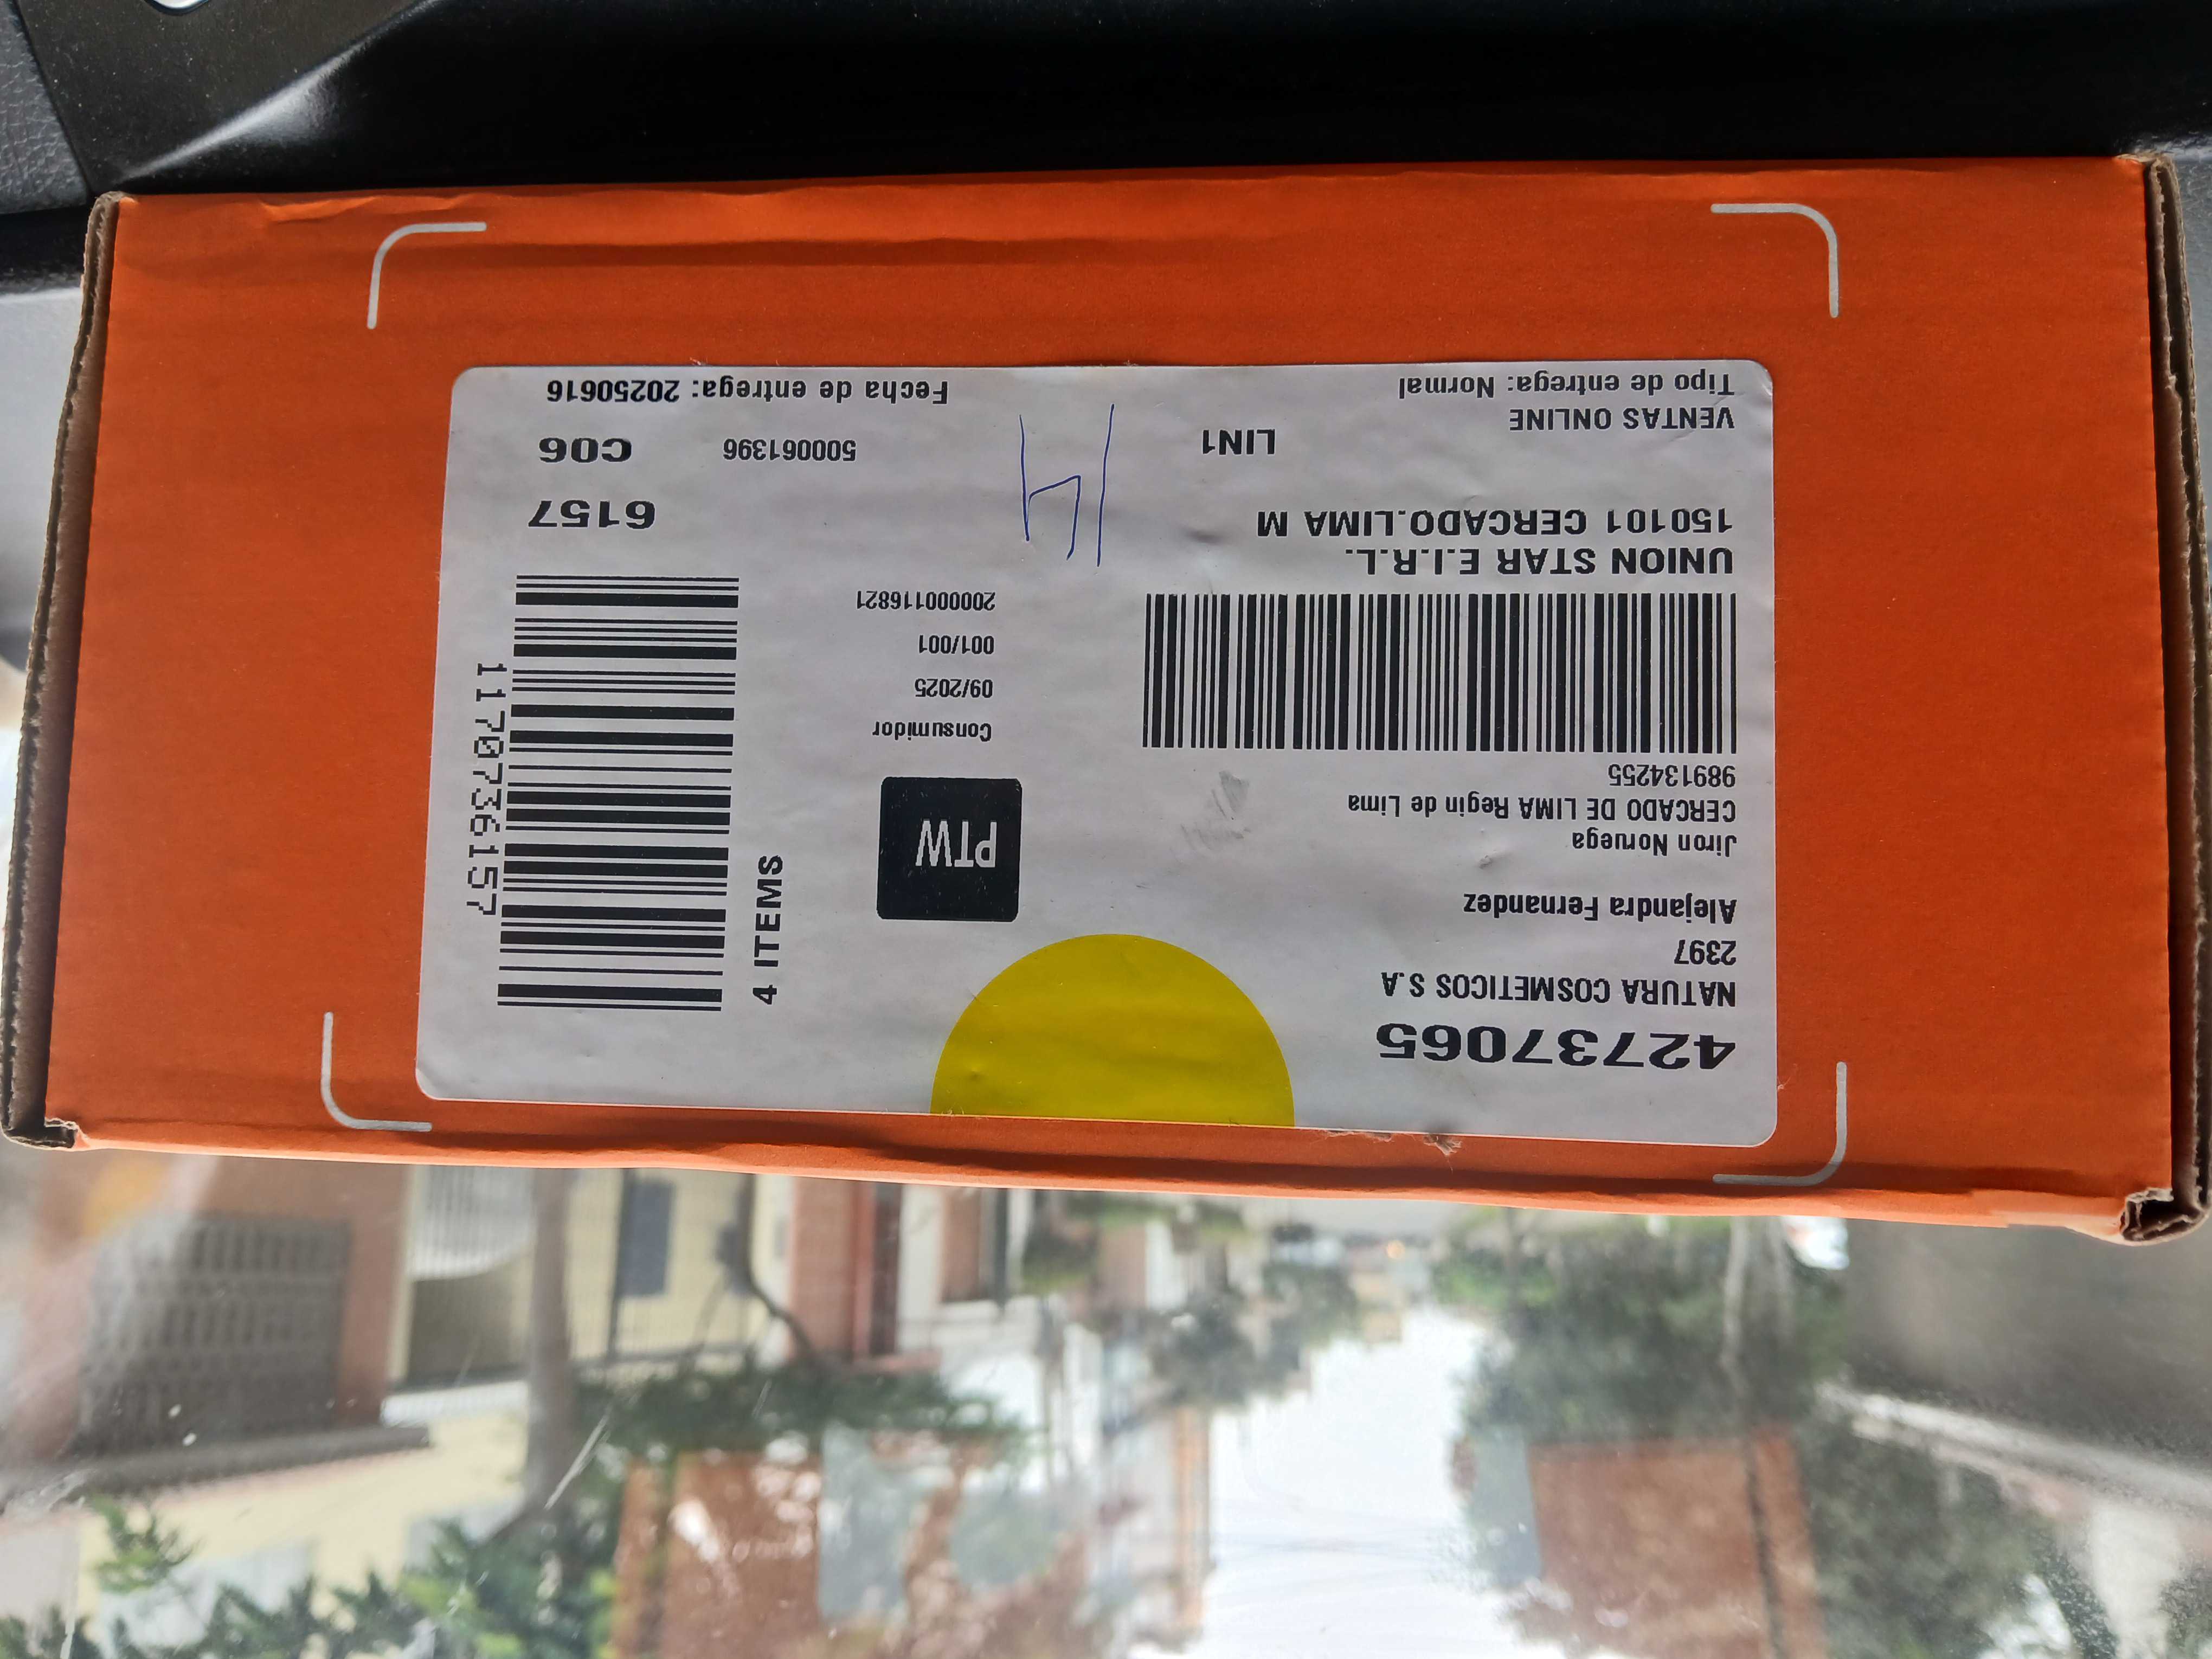 42737065
NATURA COSMETICOS S.A
2397
Alejandra Fernandez
Jiron Noruega
CERCADO DE LIMA Regin de Lima
989134255
UNION STAR E.I.R.L.
150101 CERCADO.LIMA M
LIN1
VENTAS ONLINE
Tipo de entrega: Normal
PTW
Consumidor
09/2025
001/001
200000116821
14
4 ITEMS
1170736157
6157
500061396 C06
Fecha de entrega: 20250616